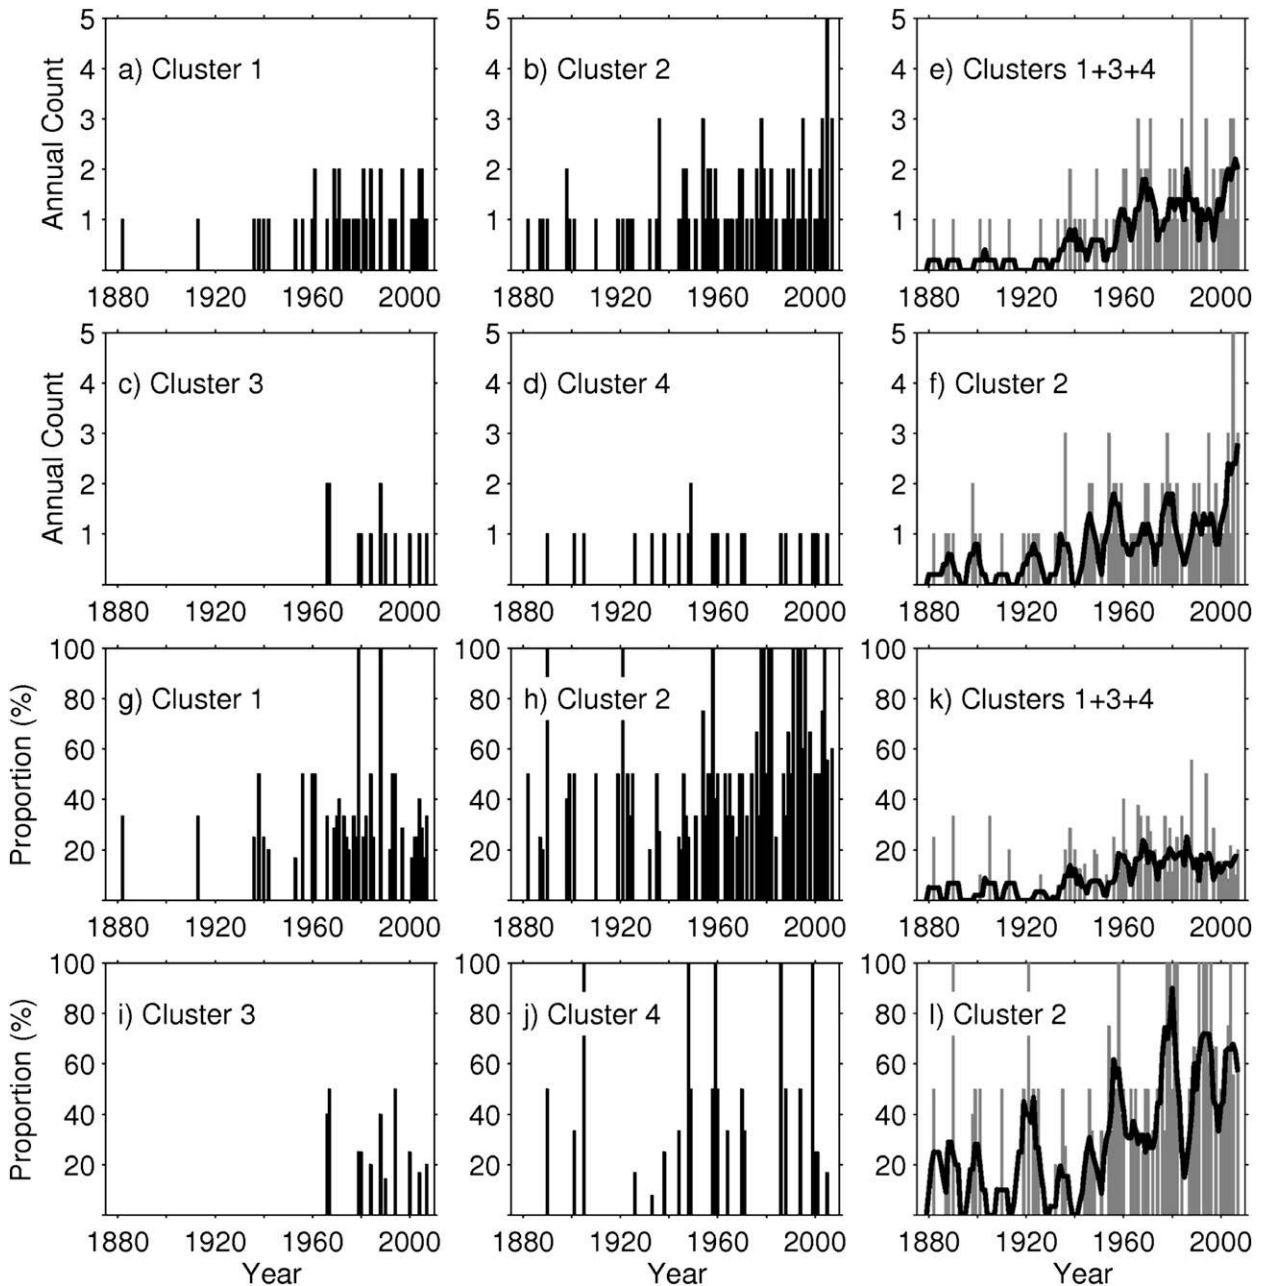 5 5 5
4 a) Cluster 1 4 b) Cluster 2 4 e) Clusters 1+3+4
Annual Count
3 3 3
2 2 2
1 1 1
1880 1920 1960 2000 1880 1920 1960 2000 1880 1920 1960 2000
5 5 5
4 c) Cluster 3 4 d) Cluster 4 4 f) Cluster 2
Annual Count
3 3 3
2 2 2
1 1 1
1880 1920 1960 2000 1880 1920 1960 2000 1880 1920 1960 2000
100 100 100
80 g) Cluster 1 80 h) Cluster 2 80 k) Clusters 1+3+4
Proportion (%)
60 60 60
40 40 40
20 20 20
1880 1920 1960 2000 1880 1920 1960 2000 1880 1920 1960 2000
100 100 100
80 i) Cluster 3 80 j) Cluster 4 80 l) Cluster 2
Proportion (%)
60 60 60
40 40 40
20 20 20
1880 1920 1960 2000 1880 1920 1960 2000 1880 1920 1960 2000
Year Year Year